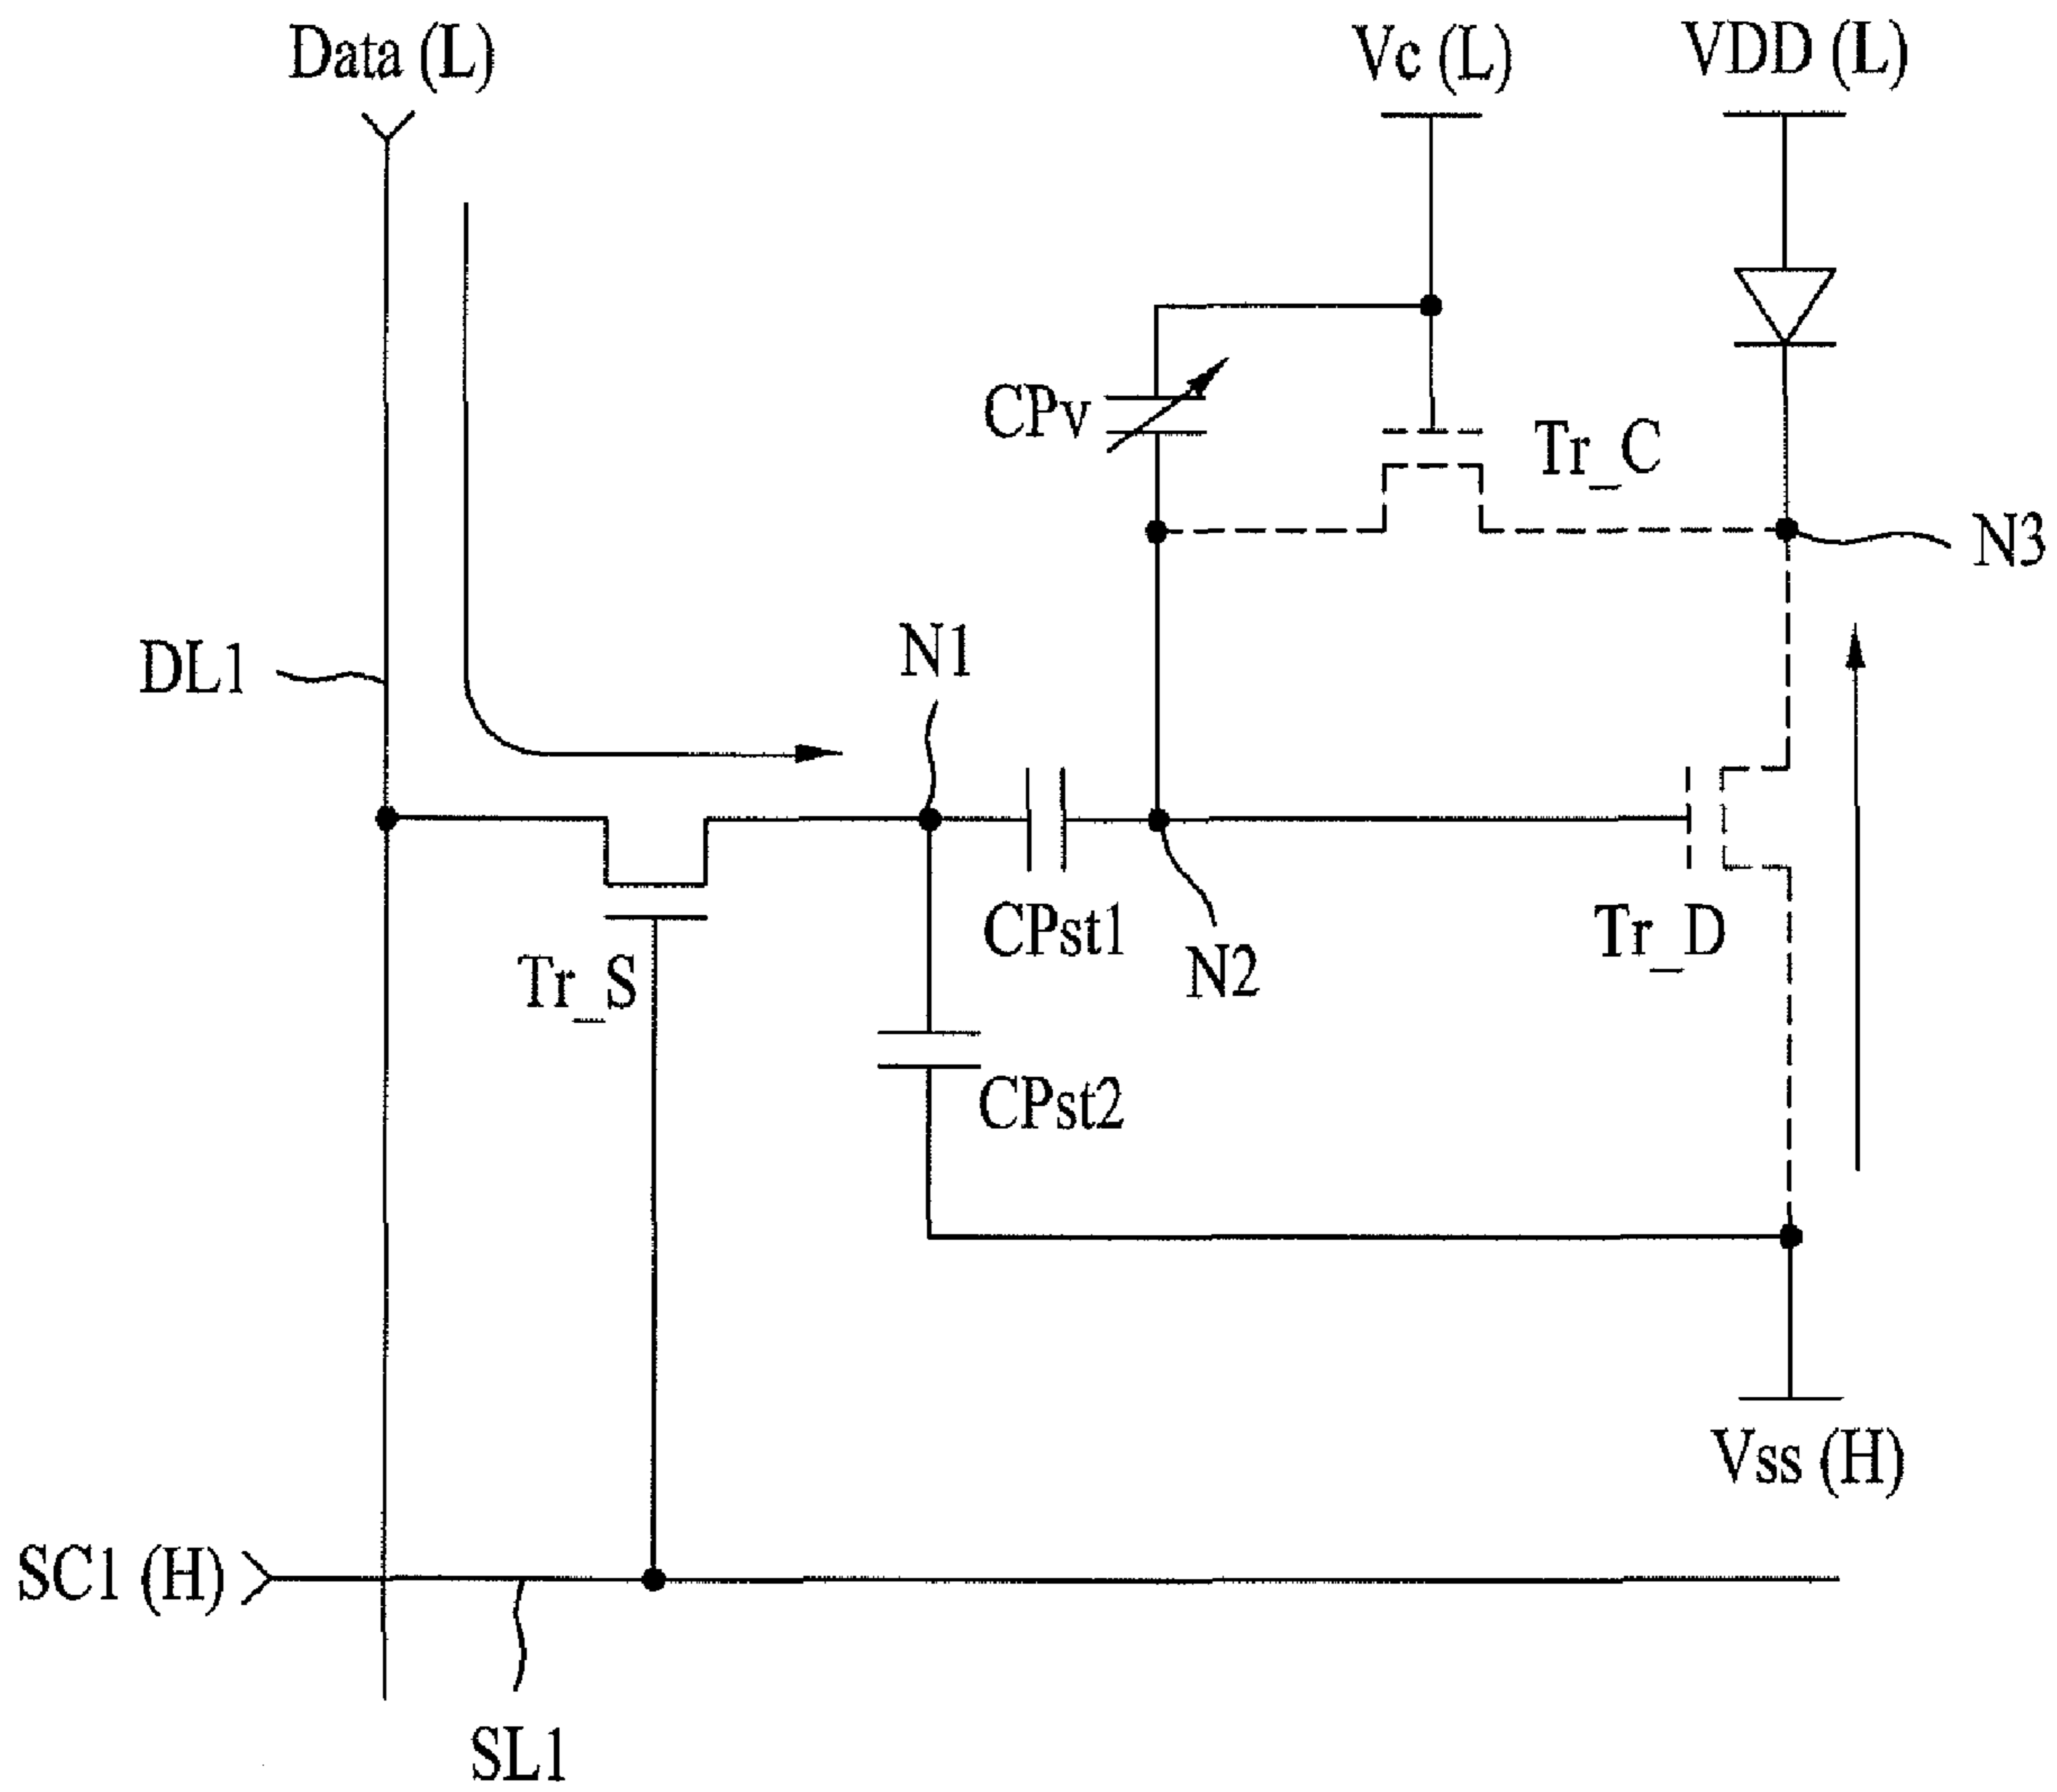 Data (L)
Vc (L)
VDD (L)
CPv
Tr_C
N3
N1
DL1
CPst1
N2
Tr_D
Tr_S
CPst2
Vss (H)
SC1 (H)
SL1